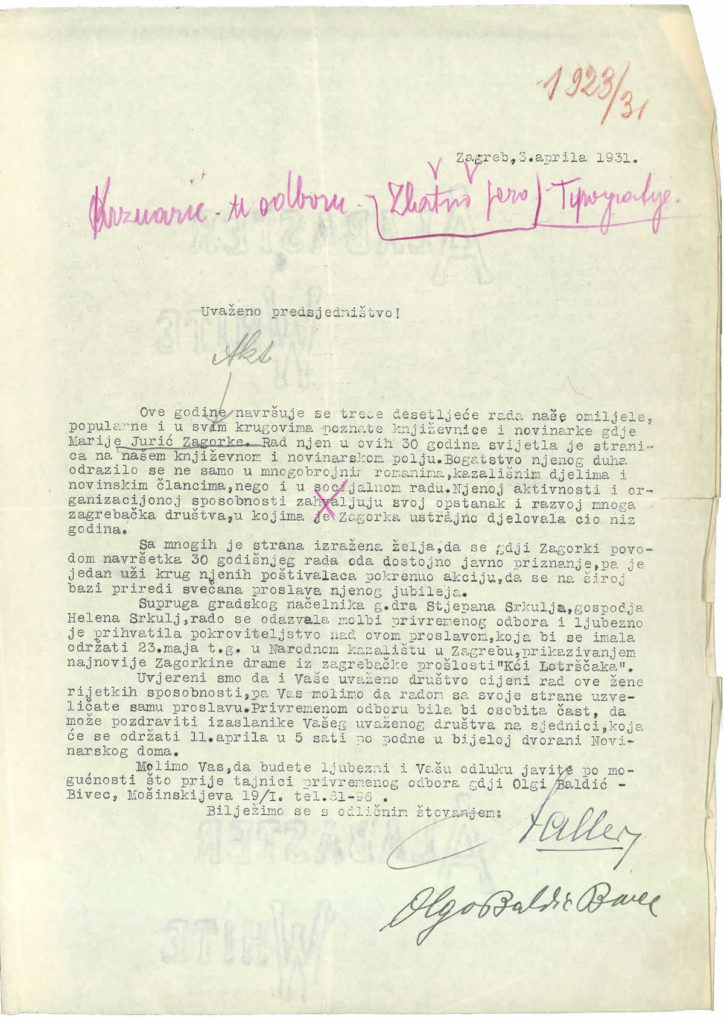 1923/31
Zagreb,3.aprila 1931.
Krznarić - u odboru - Zlatno pero Tipografije.
Uvaženo predsjedništvo!
Akt
Ove godine navršuje se treće desetljeće rada naše omiljele,
popularne i u svim krugovima poznate književnice i novinarke gdje
Marije Jurić Zagorke. Rad njen u ovih 30 godina svijetla je strani-
ca na našem književnom i novinarskom polju.Bogatstvo njenog duha
odrazilo se ne samo u mnogobrojnim romanima,kazališnim djelima i
novinskim člancima,nego i u socijalnom radu.Njenoj aktivnosti i or-
ganizacijonoj sposobnosti zahvaljuju svoj opstanak i razvoj mnoga
zagrebačka društva,u kojima je Zagorka ustrajno djelovala cio niz
godina.
Sa mnogih je strana izražena želja,da se gdji Zagorki povo-
dom navršetka 30 godišnjeg rada oda dostojno javno priznanje,pa je
jedan uži krug njenih poštivalaca pokrenuo akciju,da se na široj
bazi priredi svečana proslava njenog jubileja.
Supruga gradskog načelnika g.dra Stjepana Srkulja,gospodja
Helena Srkulj,rado se odazvala molbi privremenog odbora i ljubezno
je prihvatila pokroviteljstvo nad ovom proslavom,koja bi se imala
održati 23.maja t.g. u Narodnom kazalištu u Zagrebu,prikazivanjem
najnovije Zagorkine drame iz zagrebačke prošlosti"Kći Lotrščaka".
Uvjereni smo da i Vaše uvaženo društvo cijeni rad ove žene
rijetkih sposobnosti,pa Vas molimo da radom sa svoje strane uzve-
ličate samu proslavu.Privremenom odboru bila bi osobita čast, da
može pozdraviti izaslanike Vašeg uvaženog društva na sjednici,koja
će se održati 11.aprila u 5 sati po podne u bijeloj dvorani Novi-
narskog doma.
Molimo Vas,da budete ljubezni i Vašu odluku javite po mo-
gućnosti što prije tajnici privremenog odbora gdji Olgi Baldić -
Bivec, Mošinskijeva 19/I. tel.81-96 .
Bilježimo se s odličnim štovanjem:
Olga Baldić Bivec